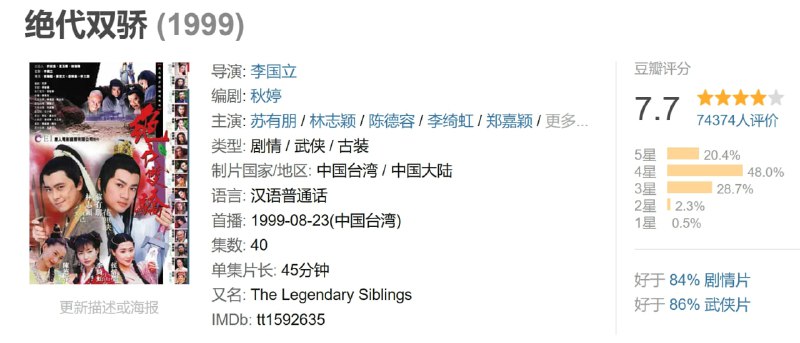 绝代双骄 (1999)
导演: 李国立
编剧: 秋婷
主演: 苏有朋 / 林志颖 / 陈德容 / 李绮虹 / 郑嘉颖 / 更多...
类型: 剧情 / 武侠 / 古装
制片国家/地区: 中国台湾 / 中国大陆
语言: 汉语普通话
首播: 1999-08-23(中国台湾)
集数: 40
单集片长: 45分钟
又名: The Legendary Siblings
IMDb: tt1592635
更新描述或海报
豆瓣评分
7.7
74374人评价
5星 20.4%
4星 48.0%
3星 28.7%
2星 2.3%
1星 0.5%
好于 84% 剧情片
好于 86% 武侠片